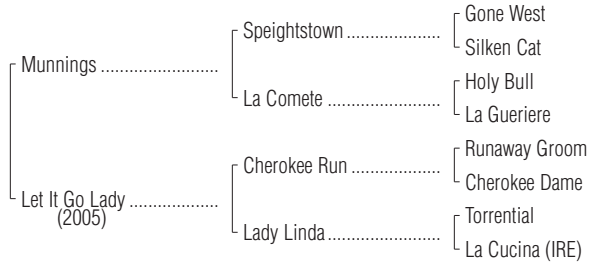 Gone West
Speightstown ....................
Silken Cat
Munnings .........................
Holy Bull
La Comete ........................
La Gueriere
Runaway Groom
Cherokee Run ...................
Cherokee Dame
Let It Go Lady ...................
(2005)
Torrential
Lady Linda........................
La Cucina (IRE)